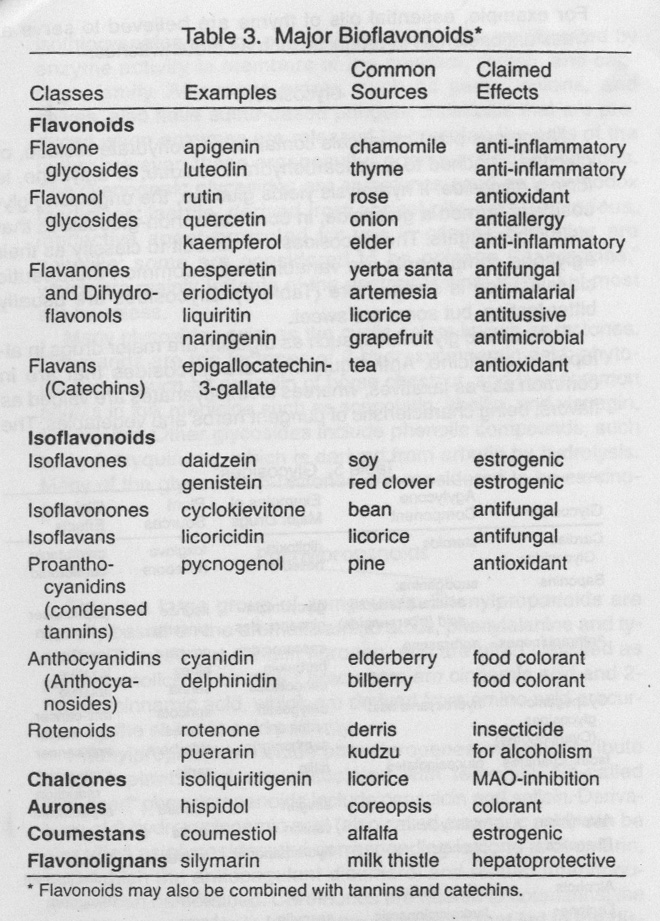 Table 3. Major Bioflavonoids*
Common Claimed
Classes Examples Sources Effects
Flavonoids
Flavone apigenin chamomile anti-inflammatory
glycosides luteolin thyme anti-inflammatory
Flavonol rutin rose antioxidant
glycosides quercetin onion antiallergy
kaempferol elder anti-inflammatory
Flavanones hesperetin yerba santa antifungal
and Dihydro- eriodictyol artemesia antimalarial
flavonols liquiritin licorice antitussive
naringenin grapefruit antimicrobial
Flavans epigallocatechin- tea antioxidant
(Catechins) 3-gallate
Isoflavonoids
Isoflavones daidzein soy estrogenic
genistein red clover estrogenic
Isoflavonones cyclokievitone bean antifungal
Isoflavans licoricidin licorice antifungal
Proantho- pycnogenol pine antioxidant
cyanidins
(condensed
tannins)
Anthocyanidins cyanidin elderberry food colorant
(Anthocya- delphinidin bilberry food colorant
nosides)
Rotenoids rotenone derris insecticide
puerarin kudzu for alcoholism
Chalcones isoliquiritigenin licorice MAO-inhibition
Aurones hispidol coreopsis colorant
Coumestans coumestiol alfalfa estrogenic
Flavonolignans silymarin milk thistle hepatoprotective
* Flavonoids may also be combined with tannins and catechins.